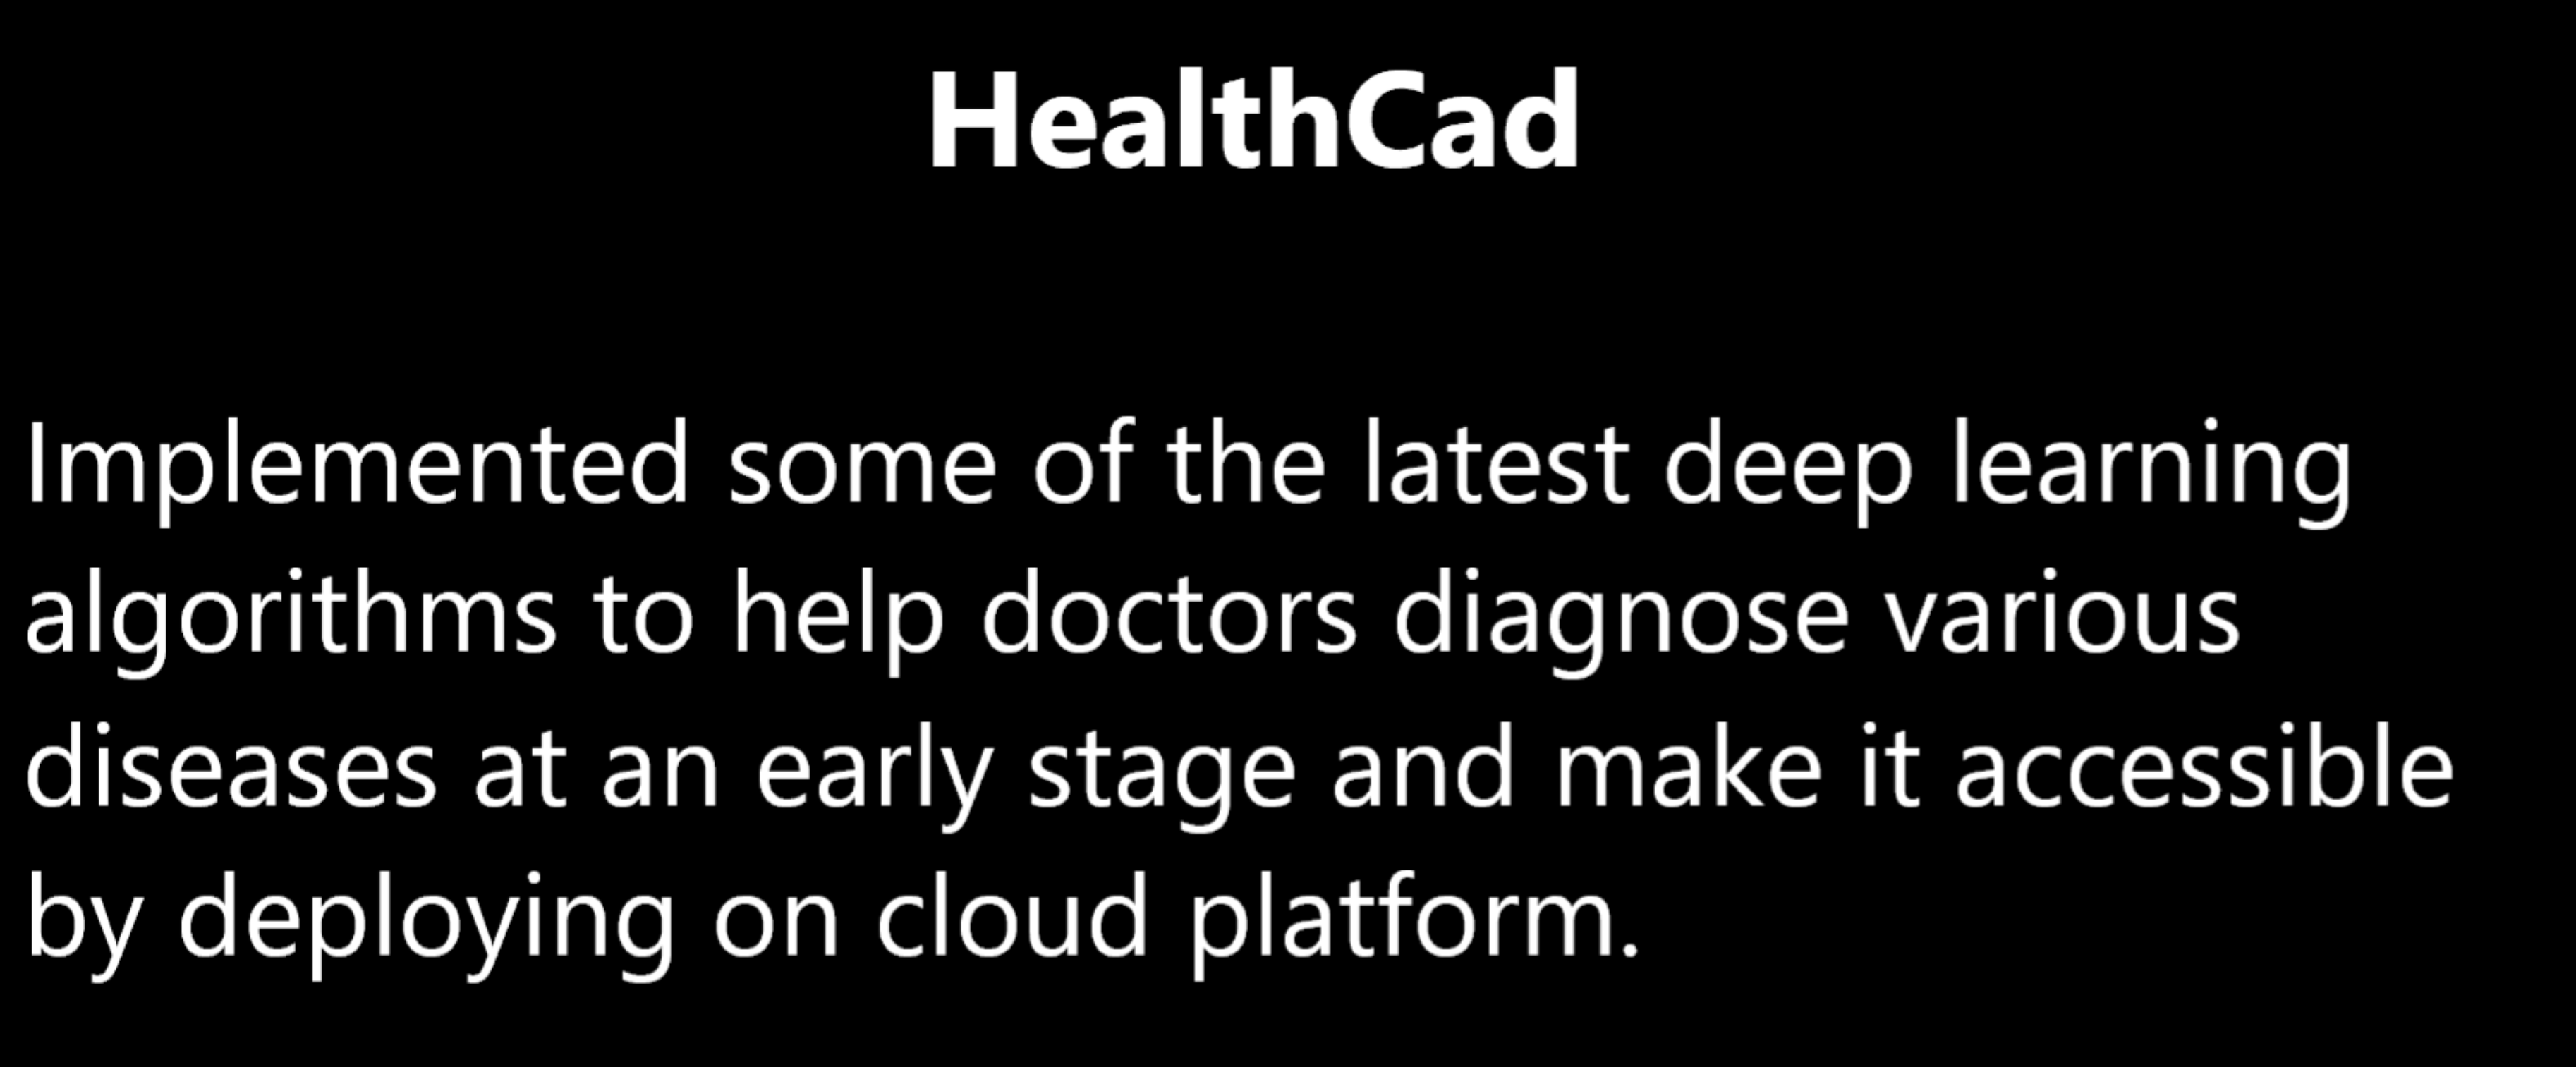 HealthCad
Implemented some of the latest deep learning
algorithms to help doctors diagnose various
diseases at an early stage and make it accessible
by deploying on cloud platform.